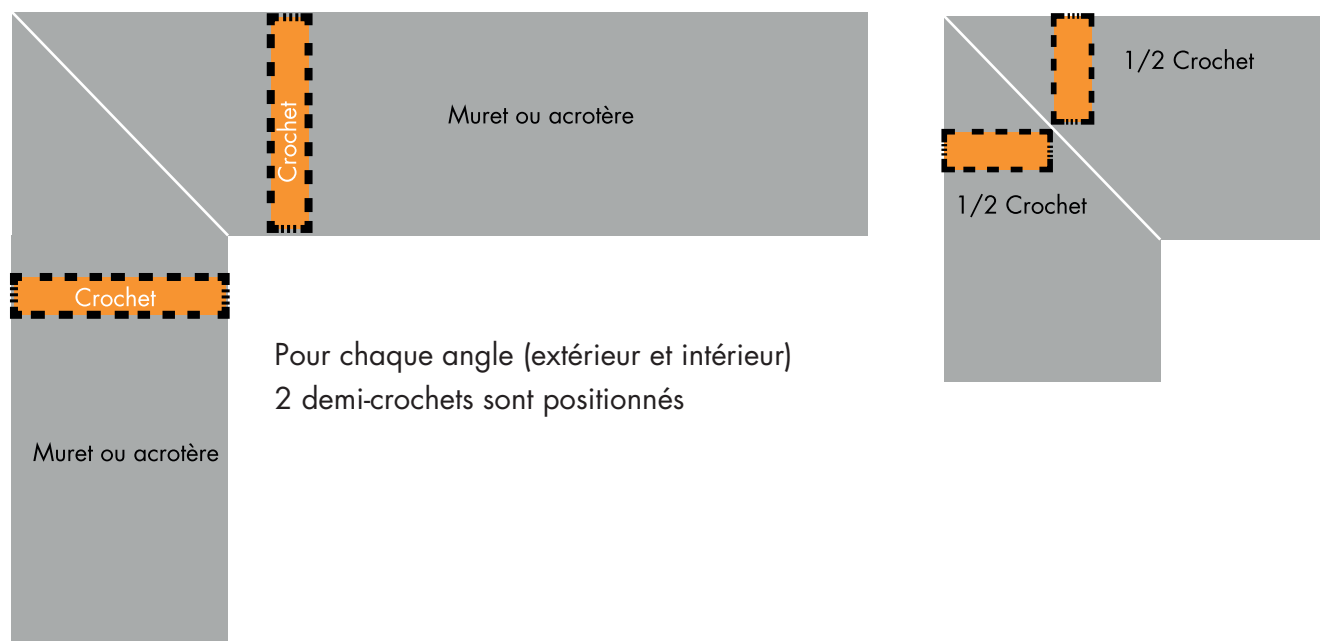 Crochet
Muret ou acrotère
1/2 Crochet
1/2 Crochet
Crochet
Pour chaque angle (extérieur et intérieur)
2 demi-crochets sont positionnés
Muret ou acrotère